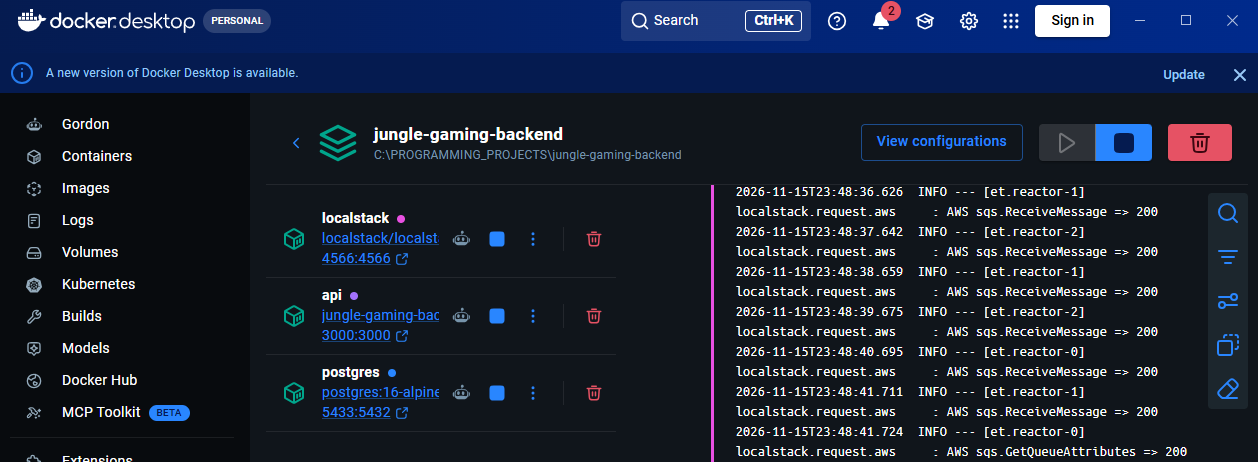 docker.desktop PERSONAL Search Ctrl+K 2 Sign in
A new version of Docker Desktop is available. Update
Gordon
Containers
Images
Logs
Volumes
Kubernetes
Builds
Models
Docker Hub
MCP Toolkit BETA
Extensions
jungle-gaming-backend
C:\PROGRAMMING_PROJECTS\jungle-gaming-backend
View configurations
localstack
localstack/localst
4566:4566
api
jungle-gaming-bac
3000:3000
postgres
postgres:16-alpine
5433:5432
2026-11-15T23:48:36.626 INFO --- [et.reactor-1]
localstack.request.aws : AWS sqs.ReceiveMessage => 200
2026-11-15T23:48:37.642 INFO --- [et.reactor-2]
localstack.request.aws : AWS sqs.ReceiveMessage => 200
2026-11-15T23:48:38.659 INFO --- [et.reactor-1]
localstack.request.aws : AWS sqs.ReceiveMessage => 200
2026-11-15T23:48:39.675 INFO --- [et.reactor-2]
localstack.request.aws : AWS sqs.ReceiveMessage => 200
2026-11-15T23:48:40.695 INFO --- [et.reactor-0]
localstack.request.aws : AWS sqs.ReceiveMessage => 200
2026-11-15T23:48:41.711 INFO --- [et.reactor-1]
localstack.request.aws : AWS sqs.ReceiveMessage => 200
2026-11-15T23:48:41.724 INFO --- [et.reactor-0]
localstack.request.aws : AWS sqs.GetQueueAttributes => 200